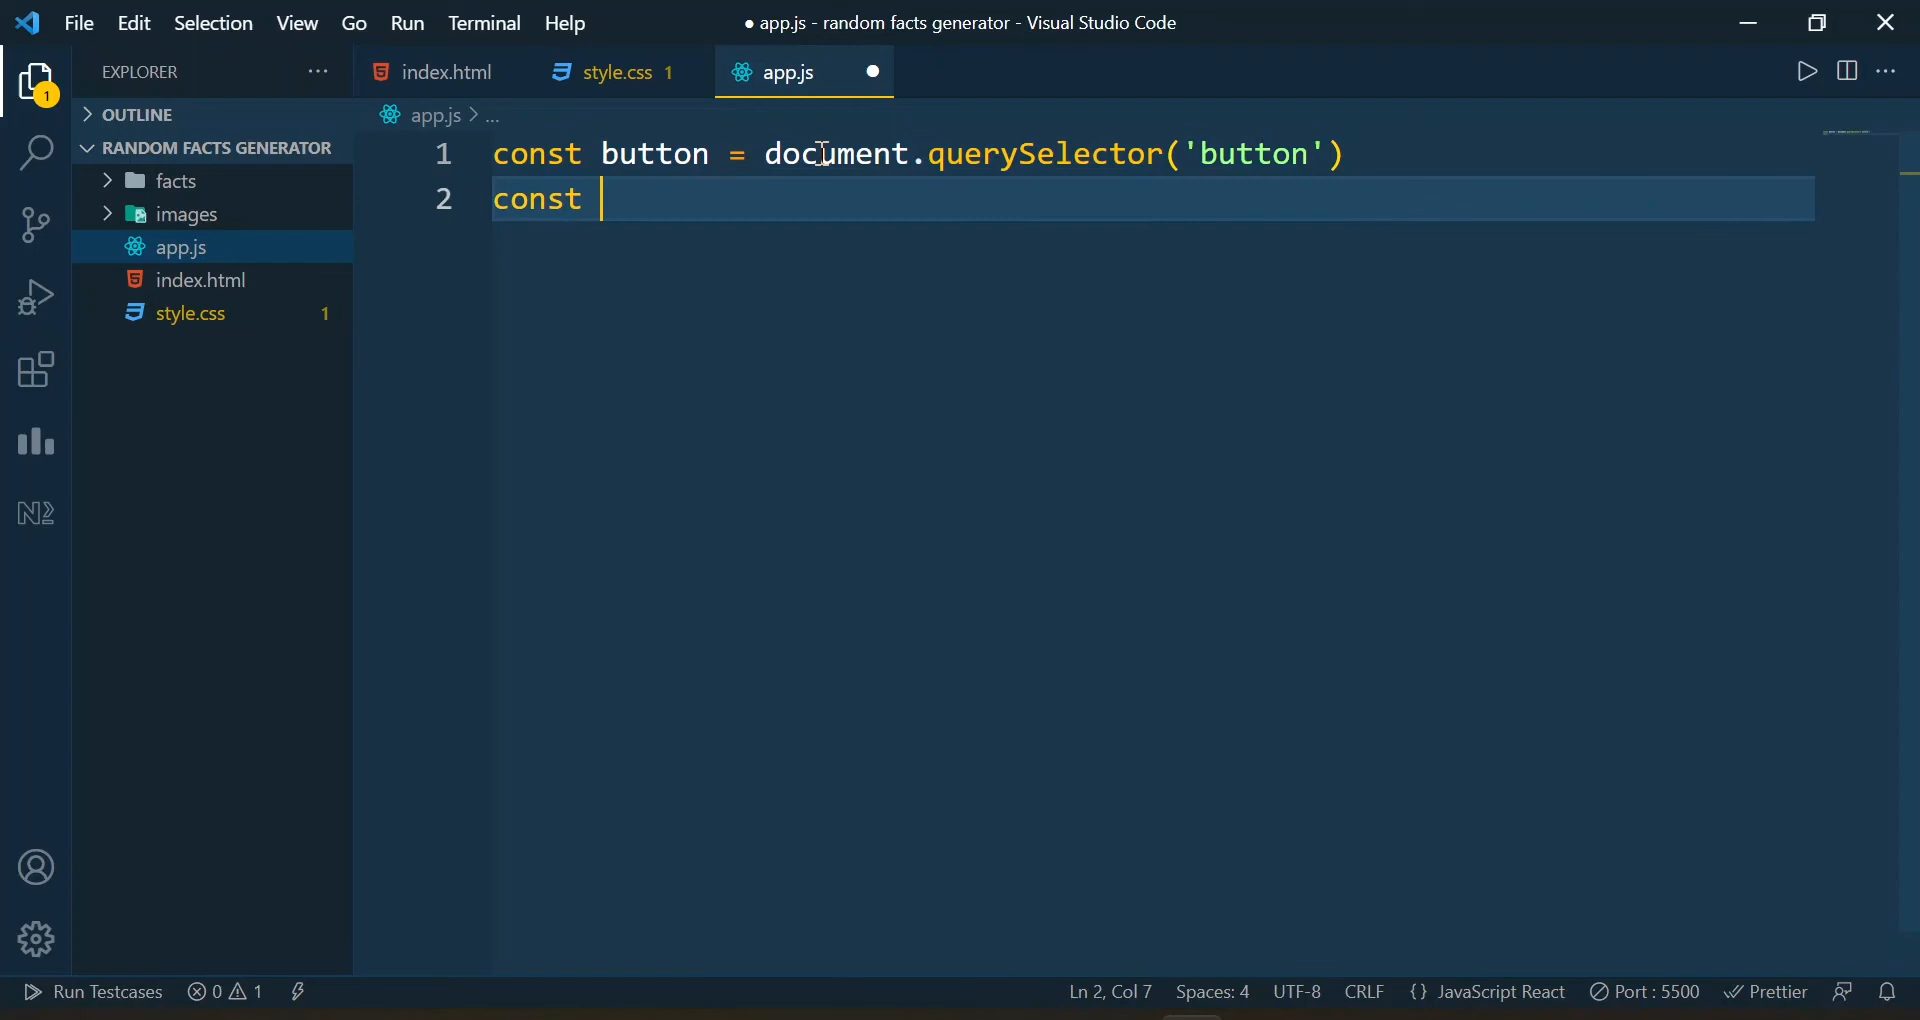 File Edit Selection View Go Run Terminal Help ● app.js - random facts generator - Visual Studio Code
1
EXPLORER ...
index.html
style.css 1
app.js ●
OUTLINE
app.js > ...
RANDOM FACTS GENERATOR
facts
images
app.js
index.html
style.css 1
1 const button = document.querySelector('button')
2 const
Run Testcases 0 1 Ln 2, Col 7 Spaces: 4 UTF-8 CRLF {} JavaScript React Port : 5500 Prettier